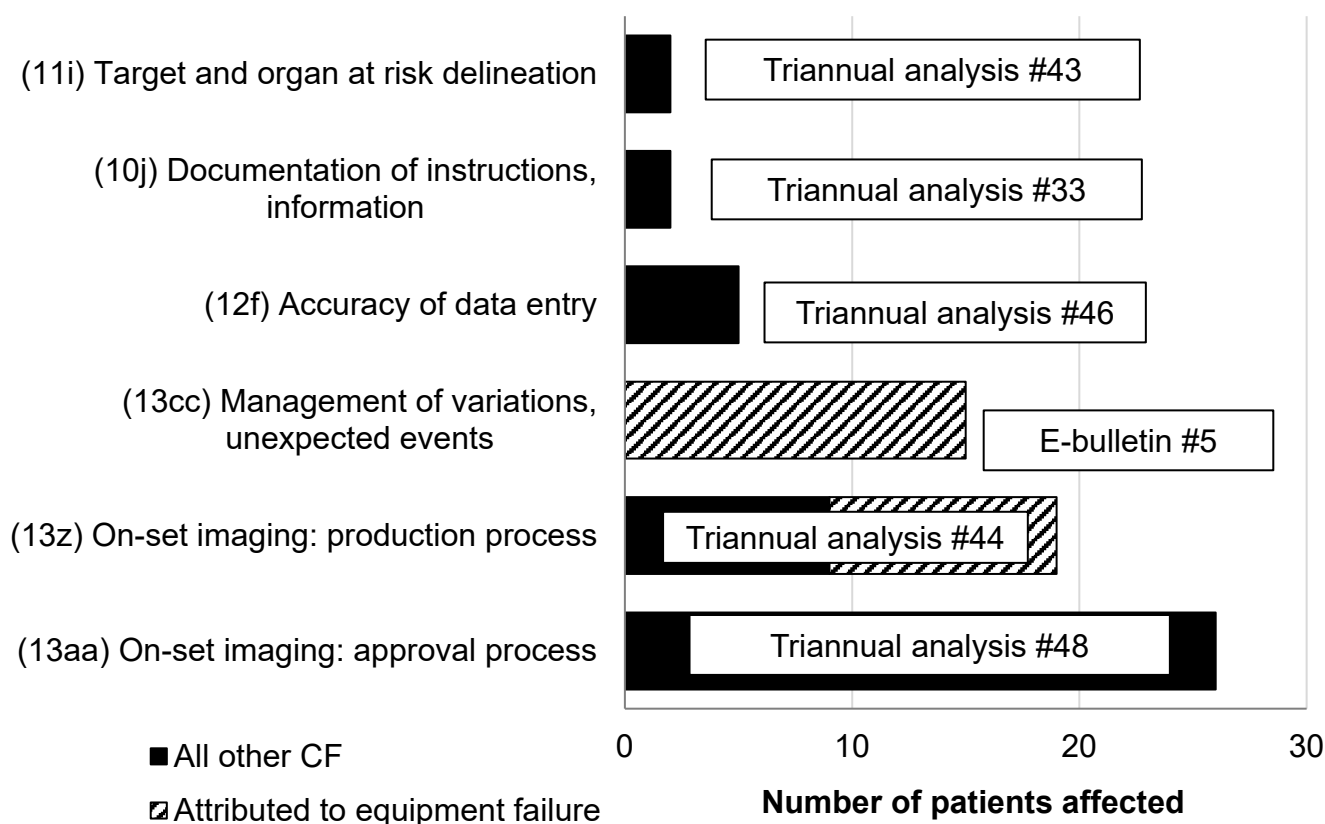 (11i) Target and organ at risk delineation
Triannual analysis #43
(10j) Documentation of instructions,
information
Triannual analysis #33
(12f) Accuracy of data entry
Triannual analysis #46
(13cc) Management of variations,
unexpected events
E-bulletin #5
(13z) On-set imaging: production process
Triannual analysis #44
(13aa) On-set imaging: approval process
Triannual analysis #48
0 10 20 30
All other CF
Attributed to equipment failure
Number of patients affected